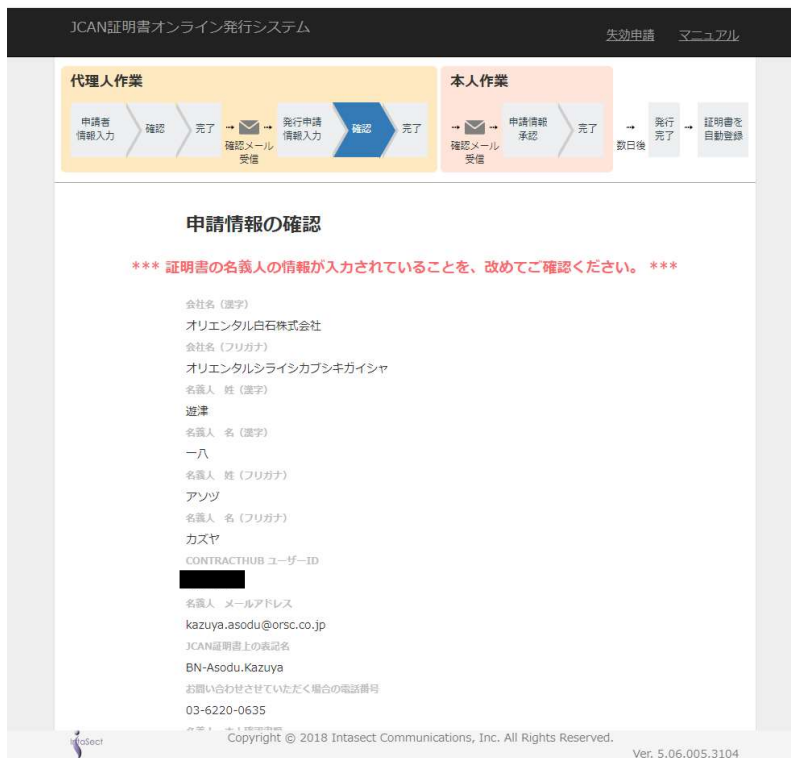 JCAN証明書オンライン発行システム
失効申請 マニュアル
代理人作業
申請者
情報入力
確認
完了
→ →
確認メール
受信
発行申請
情報入力
確認
完了
本人作業
→ →
確認メール
受信
申請情報
承認
完了
→
数日後
発行
完了
→
証明書を
自動登録
申請情報の確認
*** 証明書の名義人の情報が入力されていることを、改めてご確認ください。 ***
会社名（漢字）
オリエンタル白石株式会社
会社名（フリガナ）
オリエンタルシライシカブシキガイシャ
名義人 姓（漢字）
遊津
名義人 名（漢字）
一八
名義人 姓（フリガナ）
アソヅ
名義人 名（フリガナ）
カズヤ
CONTRACTHUB ユーザーID
名義人 メールアドレス
kazuya.asodu@orsc.co.jp
JCAN証明書上の表記名
BN-Asodu.Kazuya
お問い合わせさせていただく場合の電話番号
03-6220-0635
IntaSect
Copyright © 2018 Intasect Communications, Inc. All Rights Reserved.
Ver. 5.06.005.3104